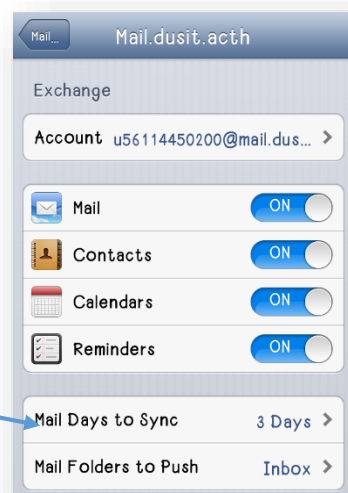 Mail...
Mail.dusit.acth
Exchange
Account u56114450200@mail.dus...
Mail ON
Contacts ON
Calendars ON
Reminders ON
Mail Days to Sync 3 Days
Mail Folders to Push Inbox